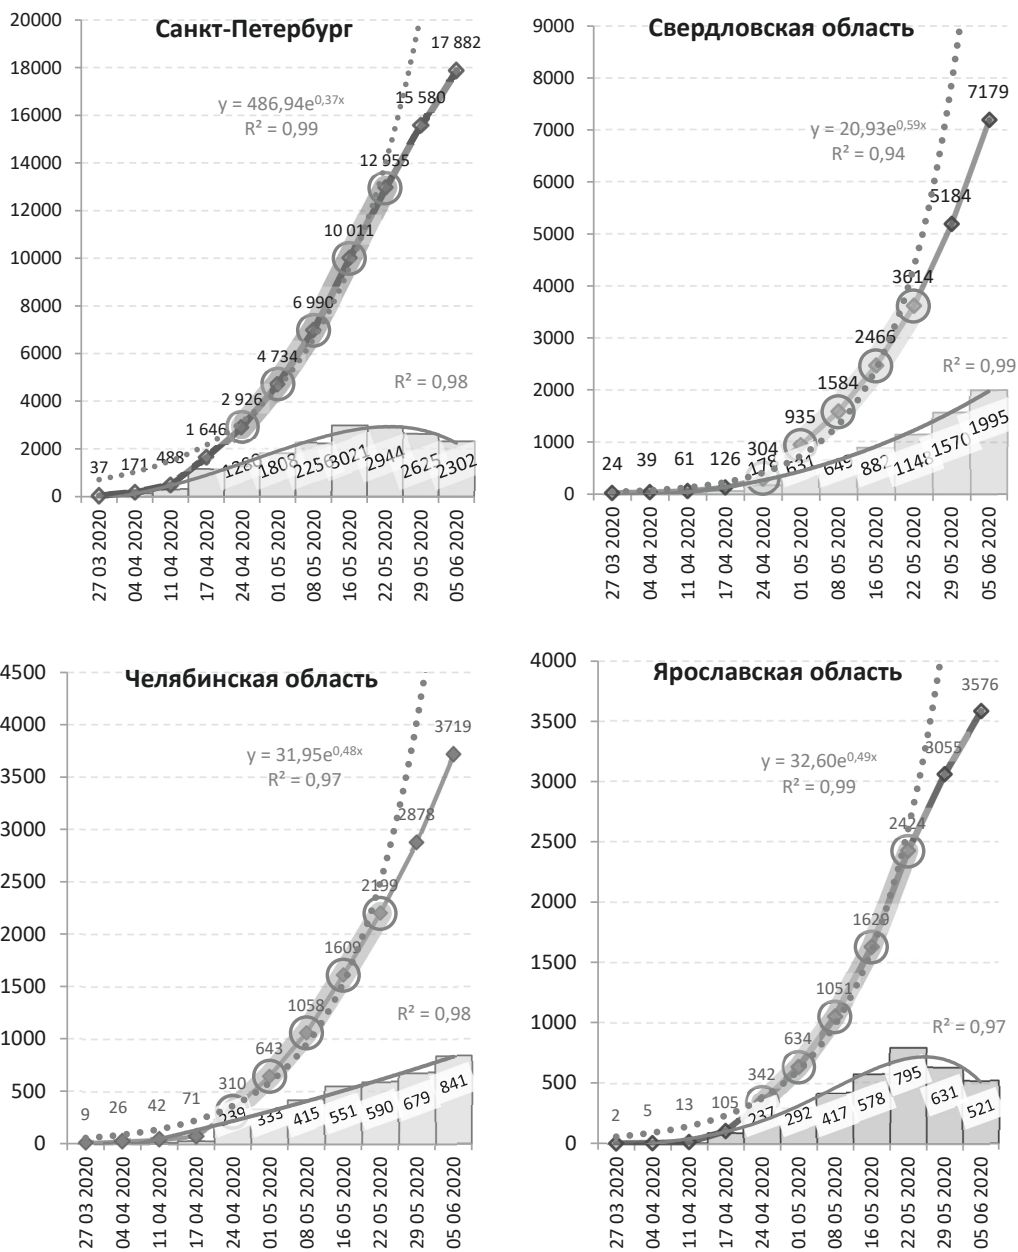 Санкт-Петербург
20000
18000
16000
14000
12000
10000
8000
6000
4000
2000
0
y = 486,94e^0,37x
R² = 0,99
37
171
488
1 646
2 926
4 734
6 990
10 011
12 955
15 580
17 882
R² = 0,98
1280
1808
2256
3021
2944
2625
2302
27 03 2020
04 04 2020
11 04 2020
17 04 2020
24 04 2020
01 05 2020
08 05 2020
16 05 2020
22 05 2020
29 05 2020
05 06 2020
Свердловская область
9000
8000
7000
6000
5000
4000
3000
2000
1000
0
y = 20,93e^0,59x
R² = 0,94
24
39
61
126
304
935
1584
2466
3614
5184
7179
R² = 0,99
178
631
649
882
1148
1570
1995
27 03 2020
04 04 2020
11 04 2020
17 04 2020
24 04 2020
01 05 2020
08 05 2020
16 05 2020
22 05 2020
29 05 2020
05 06 2020
Челябинская область
4500
4000
3500
3000
2500
2000
1500
1000
500
0
y = 31,95e^0,48x
R² = 0,97
9
26
42
71
310
643
1058
1609
2199
2878
3719
R² = 0,98
239
333
415
551
590
679
841
27 03 2020
04 04 2020
11 04 2020
17 04 2020
24 04 2020
01 05 2020
08 05 2020
16 05 2020
22 05 2020
29 05 2020
05 06 2020
Ярославская область
4000
3500
3000
2500
2000
1500
1000
500
0
y = 32,60e^0,49x
R² = 0,99
2
5
13
105
342
634
1051
1629
2424
3055
3576
R² = 0,97
237
292
417
578
795
631
521
27 03 2020
04 04 2020
11 04 2020
17 04 2020
24 04 2020
01 05 2020
08 05 2020
16 05 2020
22 05 2020
29 05 2020
05 06 2020